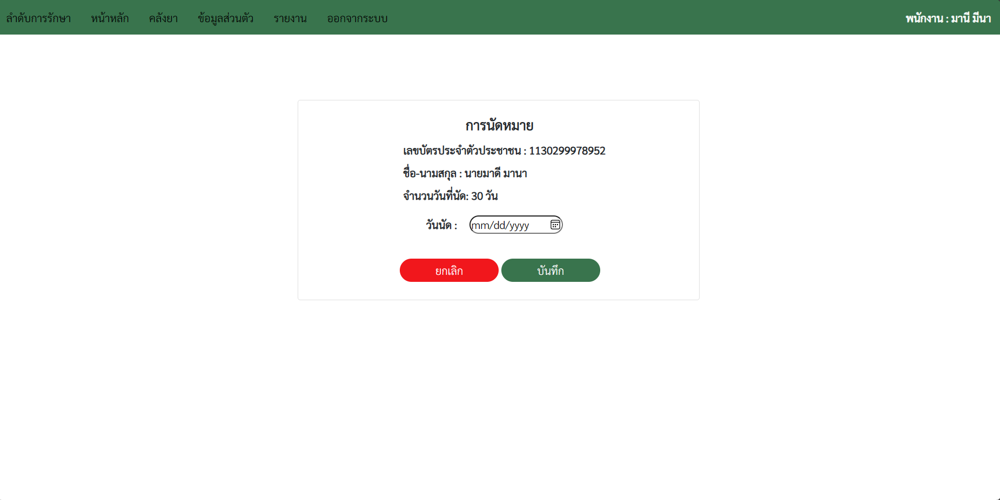 ลำดับการรักษา หน้าหลัก คลังยา ข้อมูลส่วนตัว รายงาน ออกจากระบบ พนักงาน : มานี มีนา
การนัดหมาย
เลขบัตรประจำตัวประชาชน : 1130299978952
ชื่อ-นามสกุล : นายมาดี มานา
จำนวนวันที่นัด: 30 วัน
วันนัด : mm/dd/yyyy
ยกเลิก บันทึก